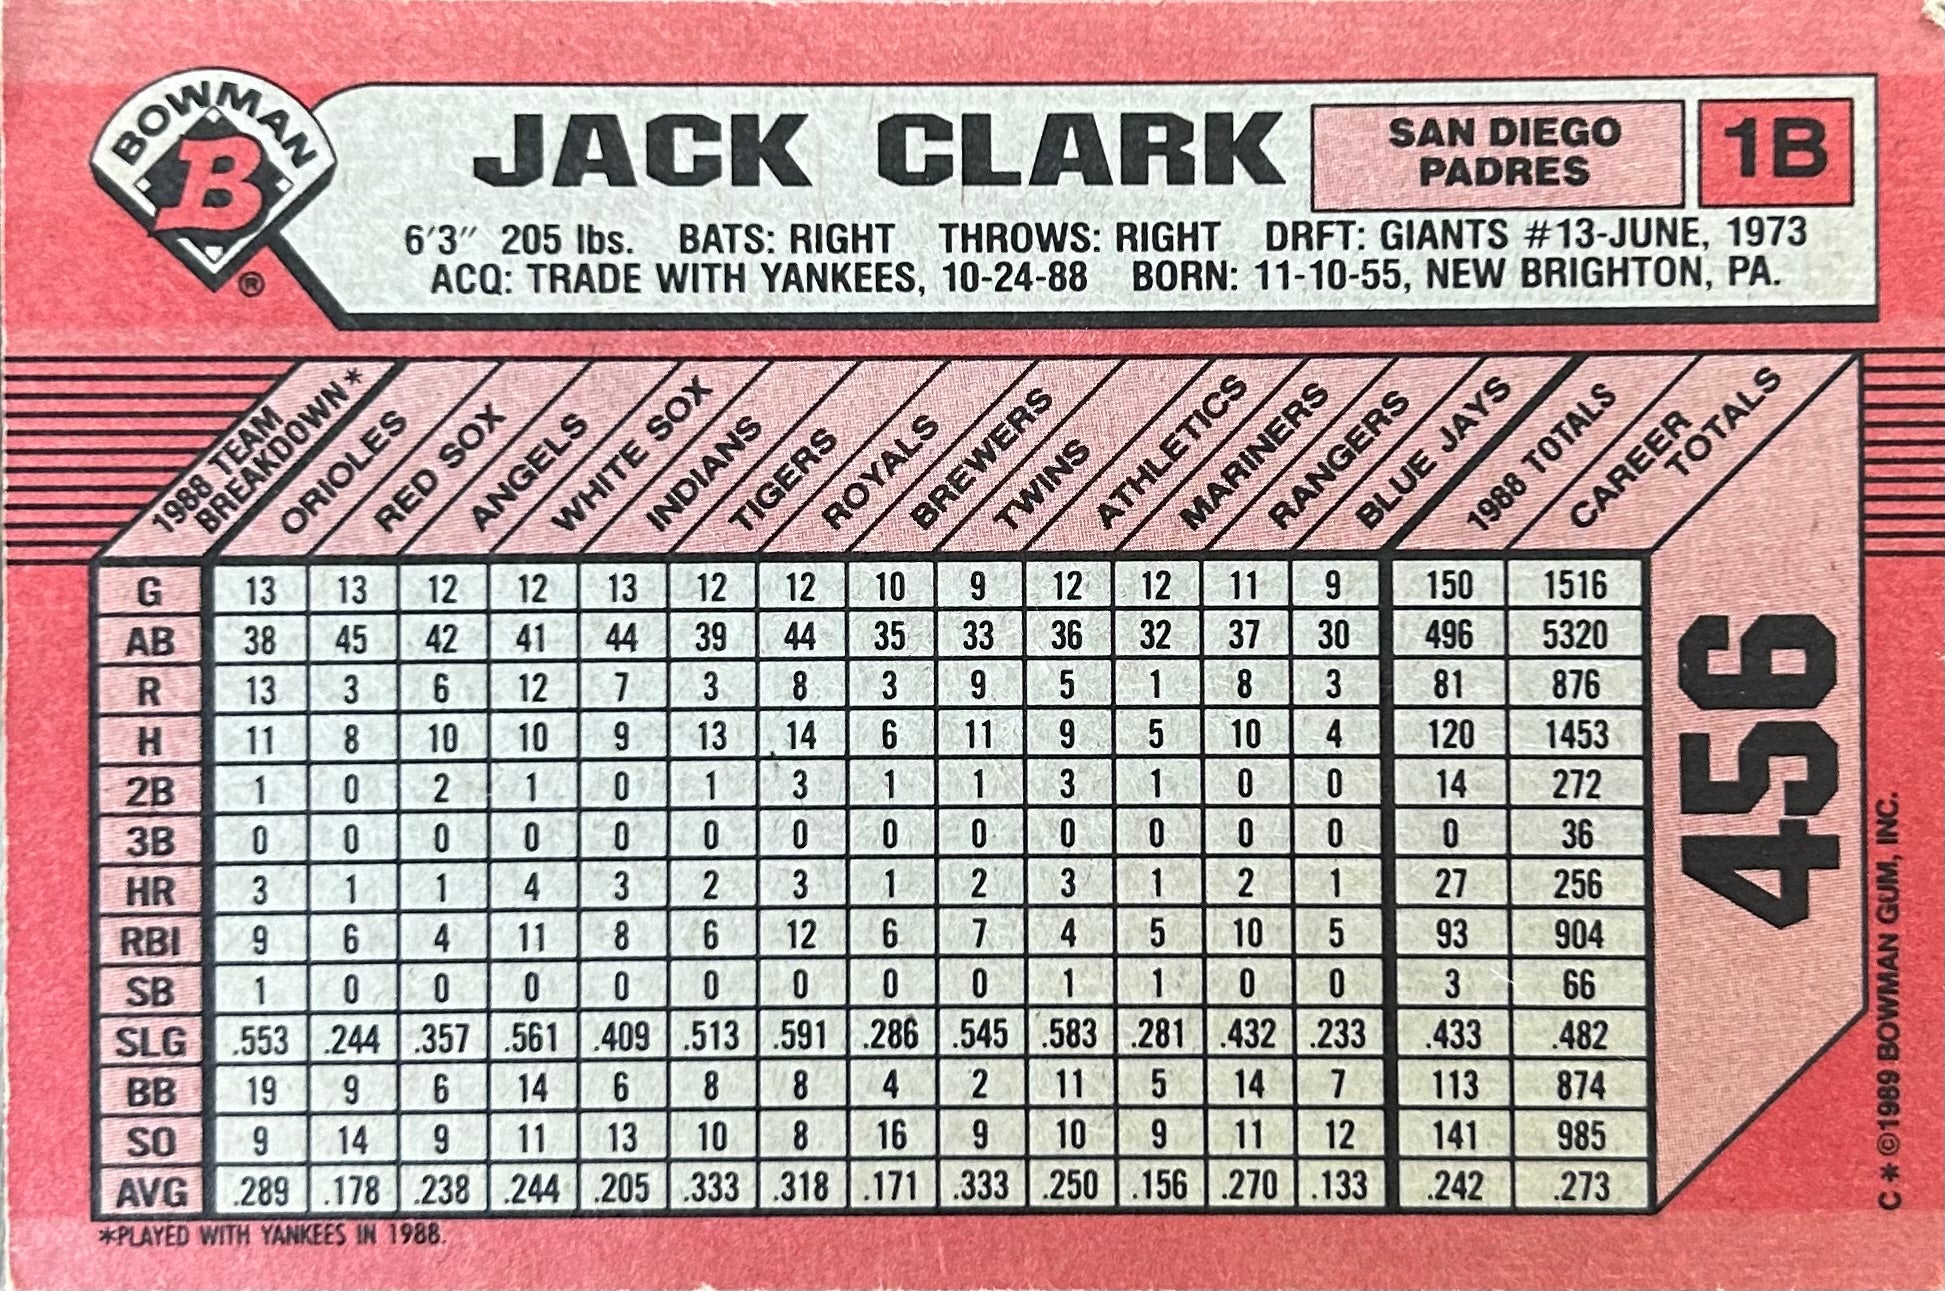 BOWMAN
B
®
JACK CLARK
SAN DIEGO
PADRES
1B
6'3" 205 lbs. BATS: RIGHT THROWS: RIGHT DRFT: GIANTS #13-JUNE, 1973
ACQ: TRADE WITH YANKEES, 10-24-88 BORN: 11-10-55, NEW BRIGHTON, PA.
1988 TEAM
BREAKDOWN*
ORIOLES
RED SOX
ANGELS
WHITE SOX
INDIANS
TIGERS
ROYALS
BREWERS
TWINS
ATHLETICS
MARINERS
RANGERS
BLUE JAYS
1988 TOTALS
CAREER
TOTALS
G 13 13 12 12 13 12 12 10 9 12 12 11 9 150 1516
AB 38 45 42 41 44 39 44 35 33 36 32 37 30 496 5320
R 13 3 6 12 7 3 8 3 9 5 1 8 3 81 876
H 11 8 10 10 9 13 14 6 11 9 5 10 4 120 1453
2B 1 0 2 1 0 1 3 1 1 3 1 0 0 14 272
3B 0 0 0 0 0 0 0 0 0 0 0 0 0 0 36
HR 3 1 1 4 3 2 3 1 2 3 1 2 1 27 256
RBI 9 6 4 11 8 6 12 6 7 4 5 10 5 93 904
SB 1 0 0 0 0 0 0 0 0 1 1 0 0 3 66
SLG .553 .244 .357 .561 .409 .513 .591 .286 .545 .583 .281 .432 .233 .433 .482
BB 19 9 6 14 6 8 8 4 2 11 5 14 7 113 874
SO 9 14 9 11 13 10 8 16 9 10 9 11 12 141 985
AVG .289 .178 .238 .244 .205 .333 .318 .171 .333 .250 .156 .270 .133 .242 .273
*PLAYED WITH YANKEES IN 1988.
456
C*©1989 BOWMAN GUM, INC.